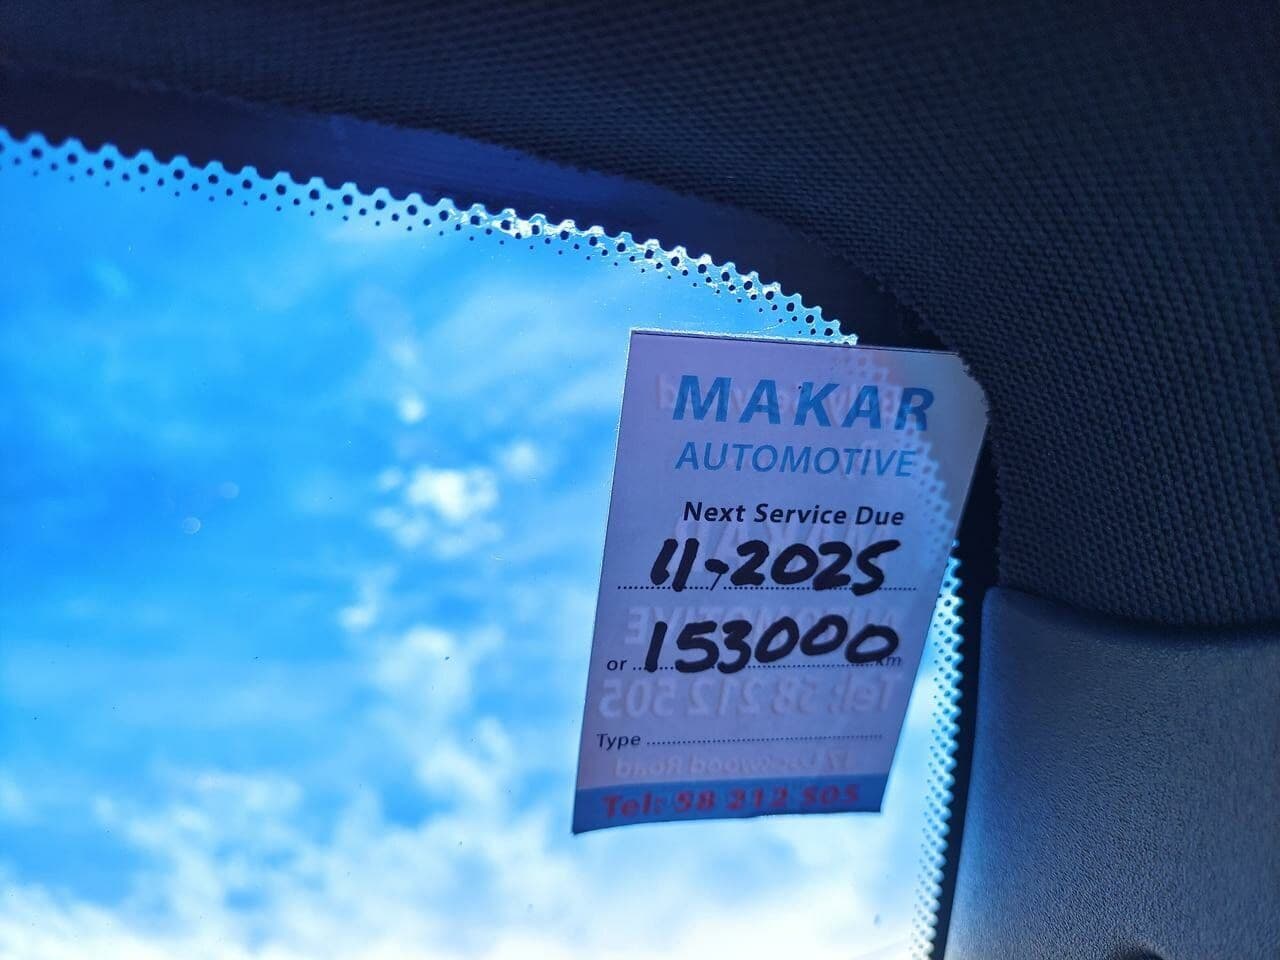 MAKAR
AUTOMOTIVE
Next Service Due
11-2025
or 153000 km
Type
Tel: 58 212 505